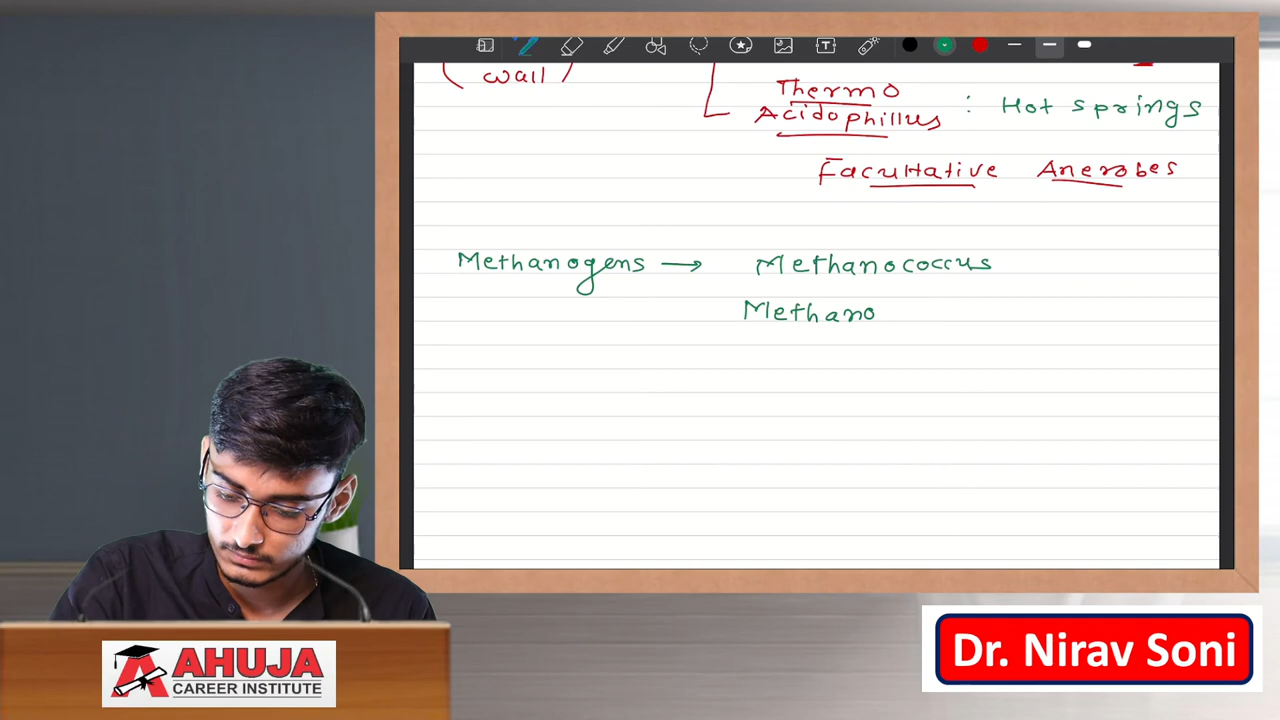 ( wall )
Thermo
Acidophillus : Hot springs
Facultative Anerobes
Methanogens → Methanococcus
Methano
AHUJA
CAREER INSTITUTE
Dr. Nirav Soni